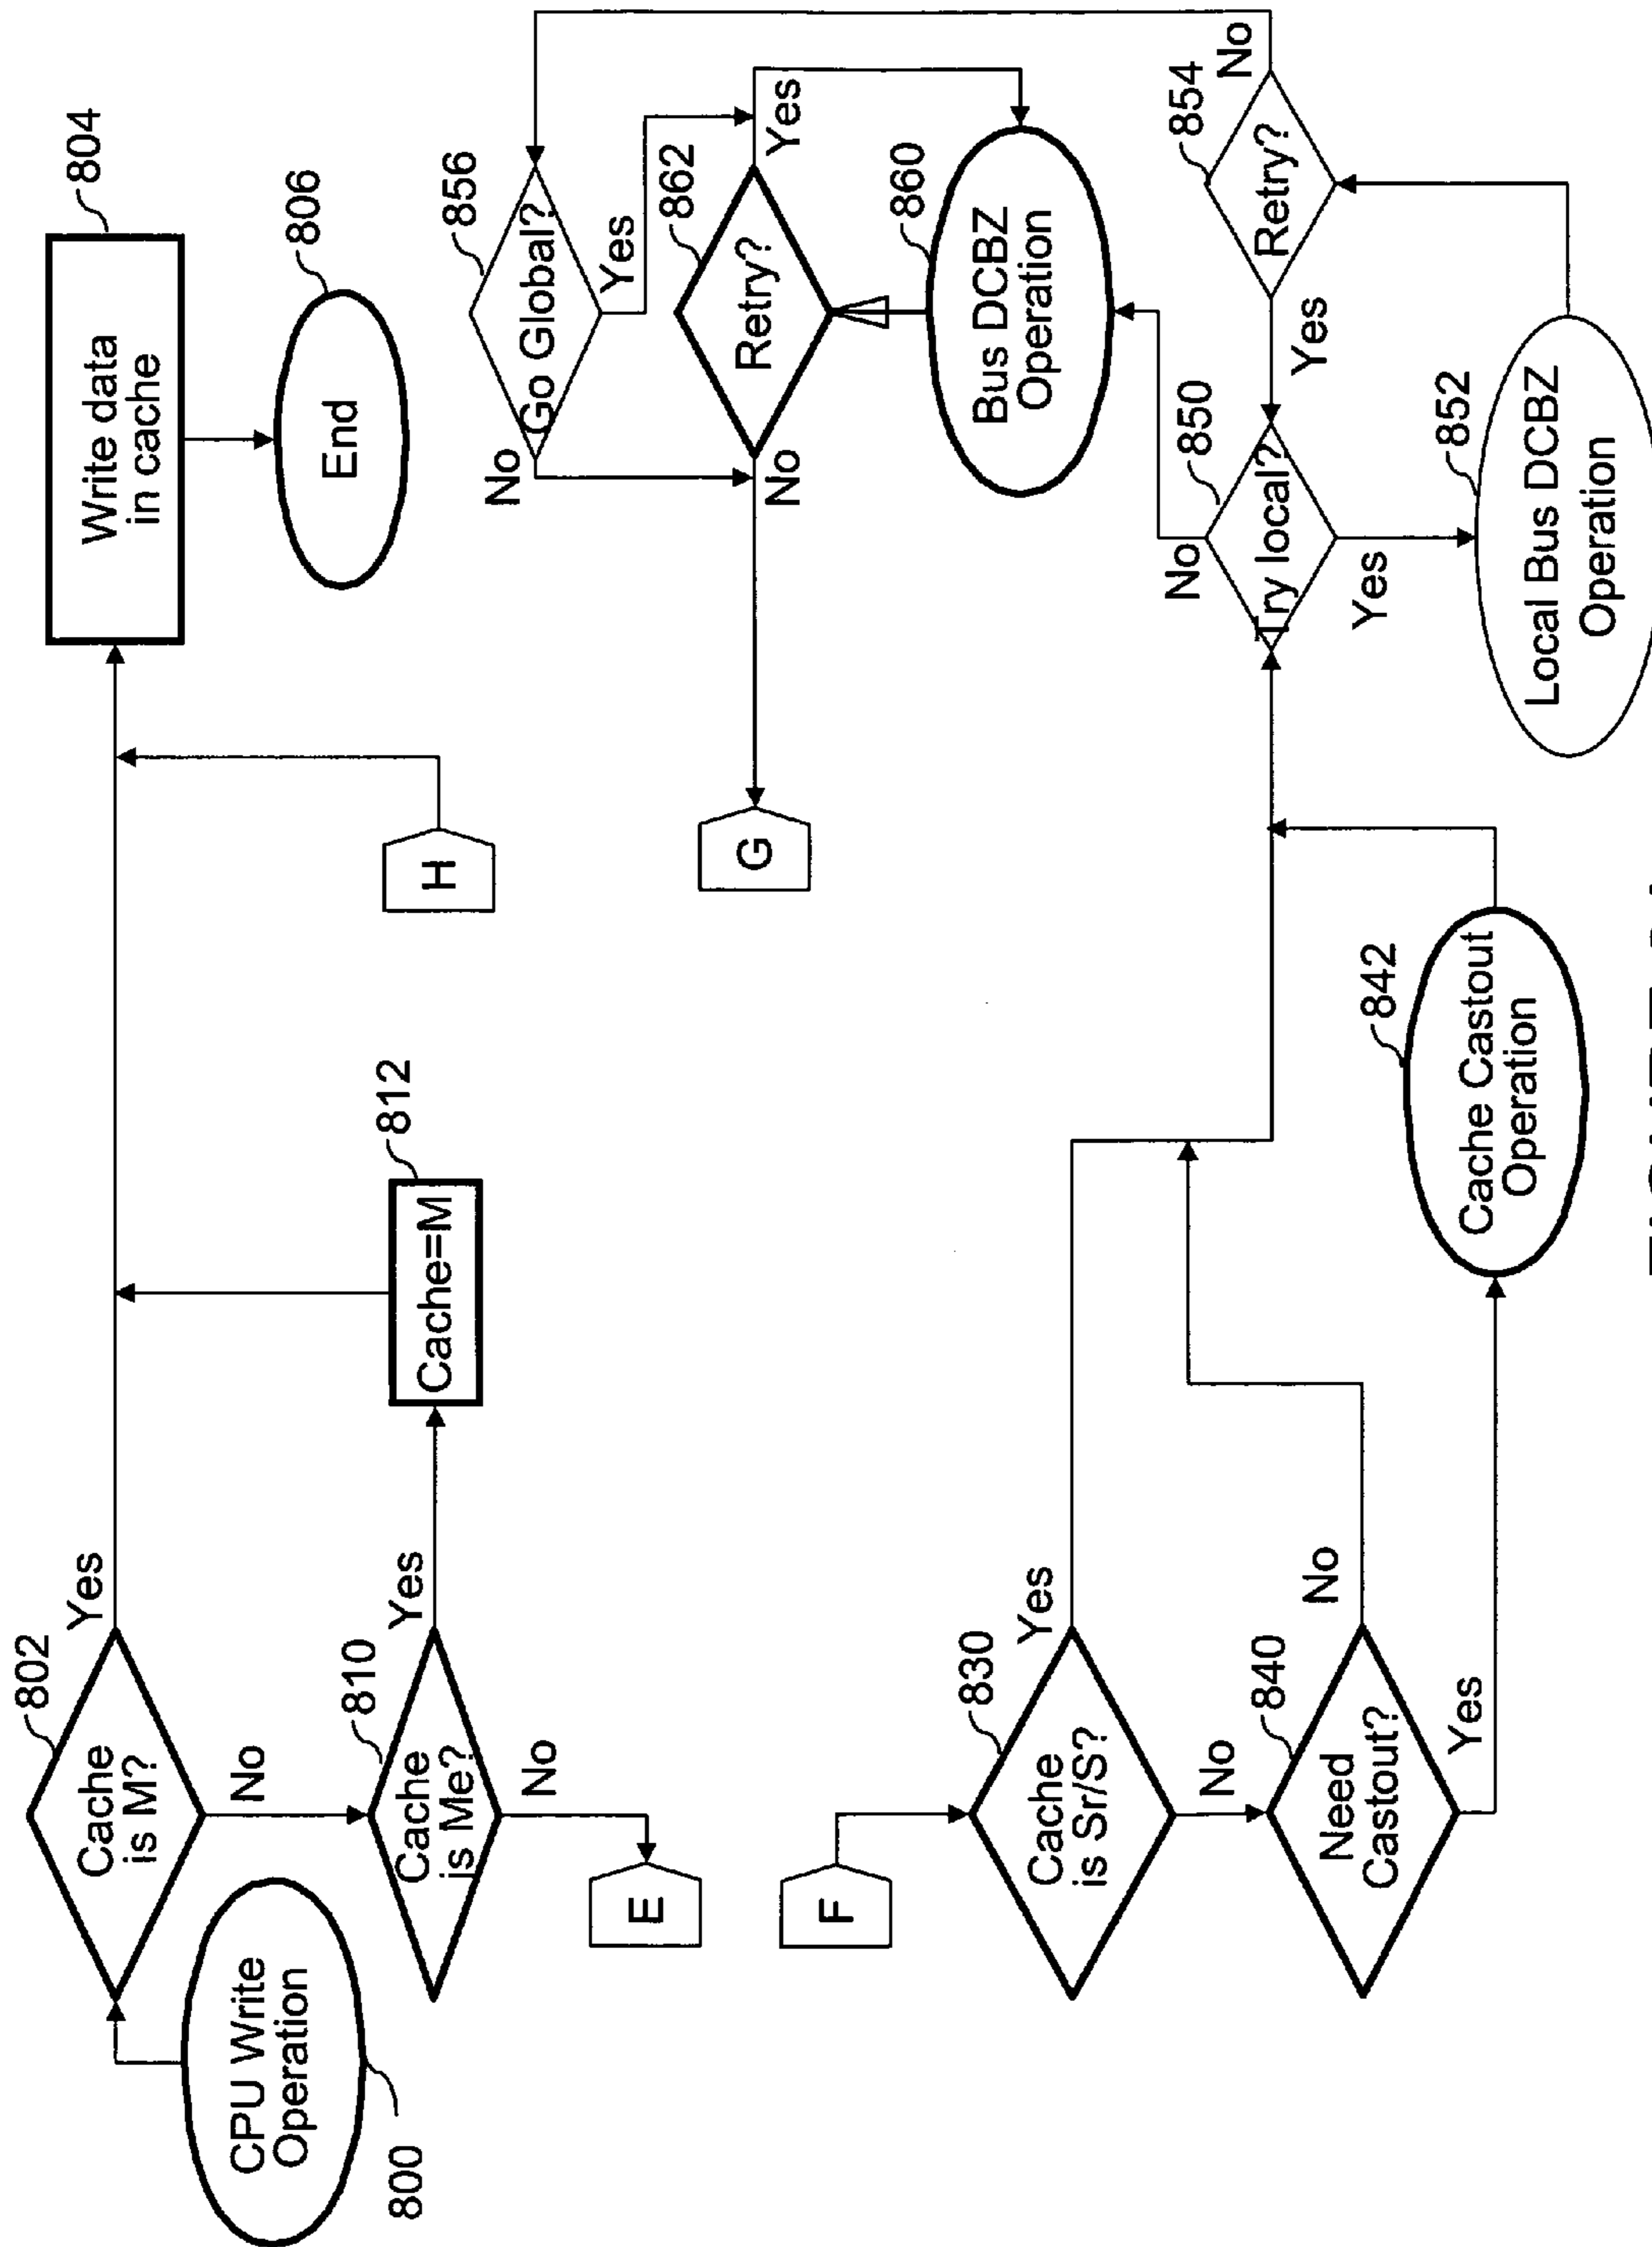 CPU Write
Operation
800
Cache
is M?
802
Yes
No
Write data
in cache
804
End
806
Cache
is Me?
810
Yes
No
Cache=M
812
H
E
G
Go Global?
856
No
Yes
Retry?
862
No
Yes
Bus DCBZ
Operation
860
F
Cache
is Sr/S?
830
Yes
No
Need
Castout?
840
No
Yes
Cache Castout
Operation
842
Try local?
850
No
Yes
Retry?
854
No
Yes
Local Bus DCBZ
Operation
852